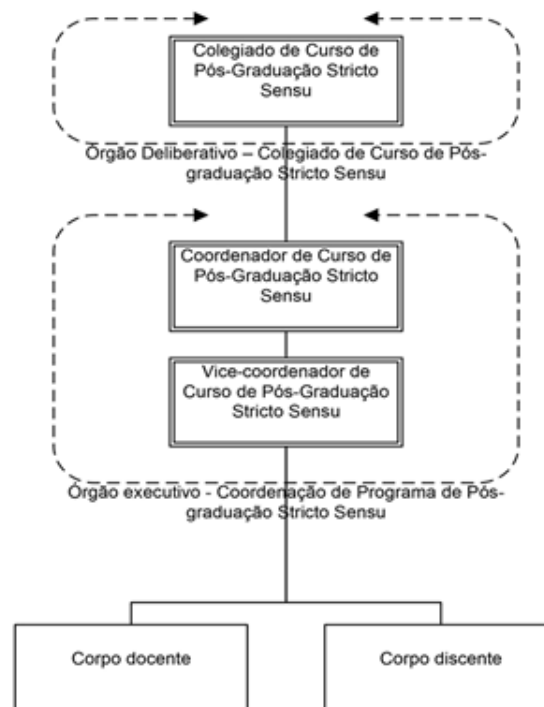 Colegiado de Curso de
Pós-Graduação Stricto
Sensu
Órgão Deliberativo – Colegiado de Curso de Pós-
graduação Stricto Sensu
Coordenador de Curso de
Pós-Graduação Stricto
Sensu
Vice-coordenador de
Curso de Pós-Graduação
Stricto Sensu
Órgão executivo - Coordenação de Programa de Pós-
graduação Stricto Sensu
Corpo docente
Corpo discente